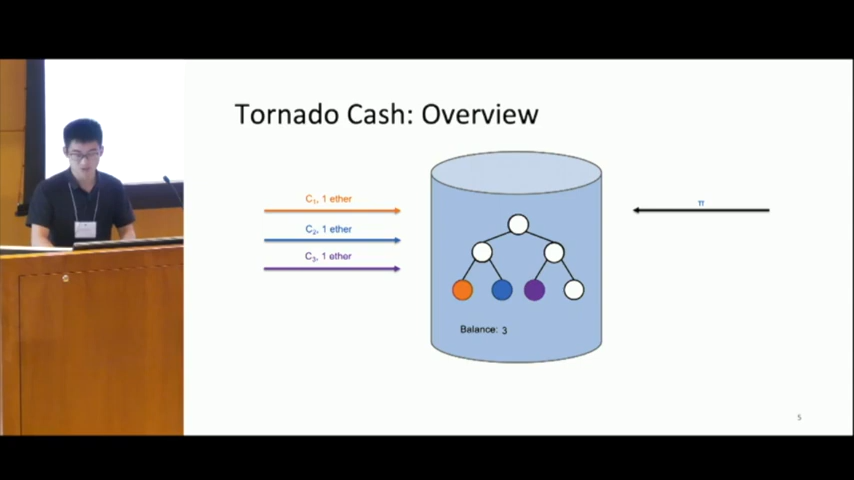 Tornado Cash: Overview
C₁, 1 ether
C₂, 1 ether
C₃, 1 ether
π
Balance: 3
5